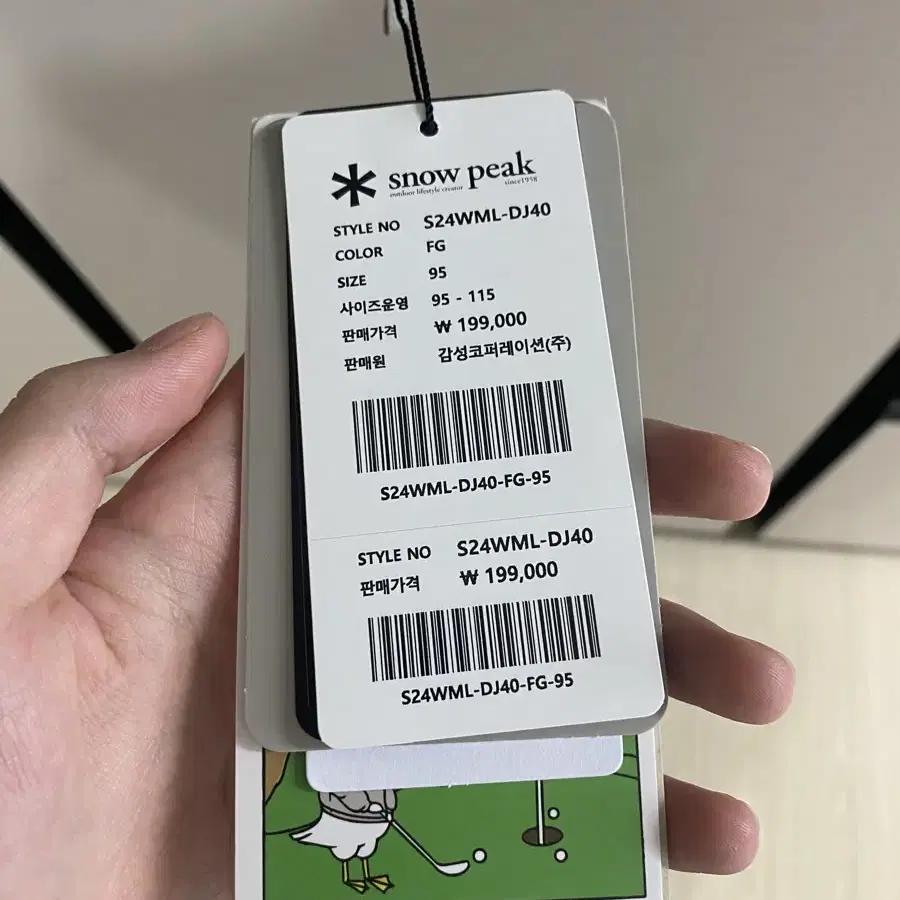 snow peak
outdoor lifestyle creator since1958
STYLE NO S24WML-DJ40
COLOR FG
SIZE 95
사이즈운영 95 - 115
판매가격 ₩ 199,000
판매원 감성코퍼레이션(주)
S24WML-DJ40-FG-95
STYLE NO S24WML-DJ40
판매가격 ₩ 199,000
S24WML-DJ40-FG-95